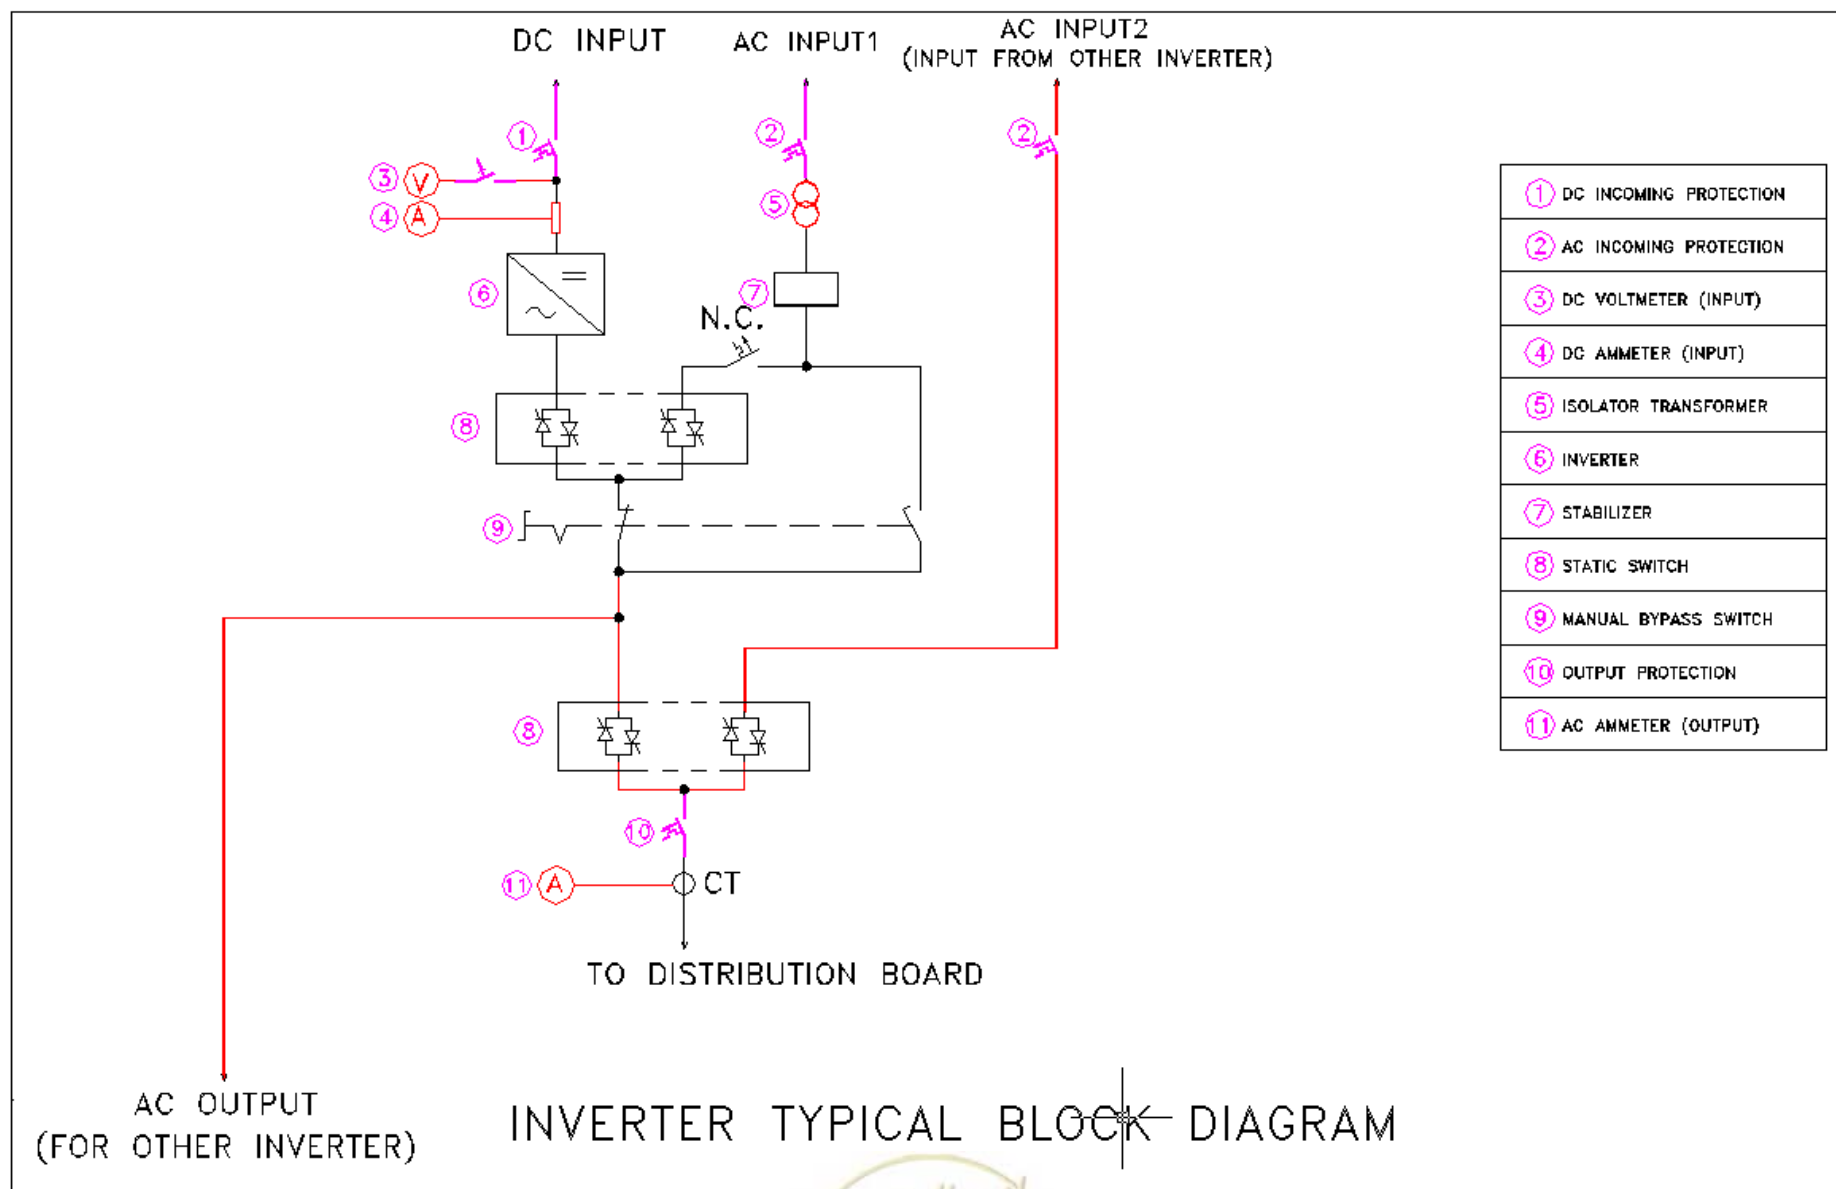 DC INPUT
AC INPUT1
AC INPUT2
(INPUT FROM OTHER INVERTER)
1
2
2
3 V
4 A
5
6
7
N.C.
8
9
8
10
11 A
CT
TO DISTRIBUTION BOARD
AC OUTPUT
(FOR OTHER INVERTER)
INVERTER TYPICAL BLOCK DIAGRAM
1 DC INCOMING PROTECTION
2 AC INCOMING PROTECTION
3 DC VOLTMETER (INPUT)
4 DC AMMETER (INPUT)
5 ISOLATOR TRANSFORMER
6 INVERTER
7 STABILIZER
8 STATIC SWITCH
9 MANUAL BYPASS SWITCH
10 OUTPUT PROTECTION
11 AC AMMETER (OUTPUT)